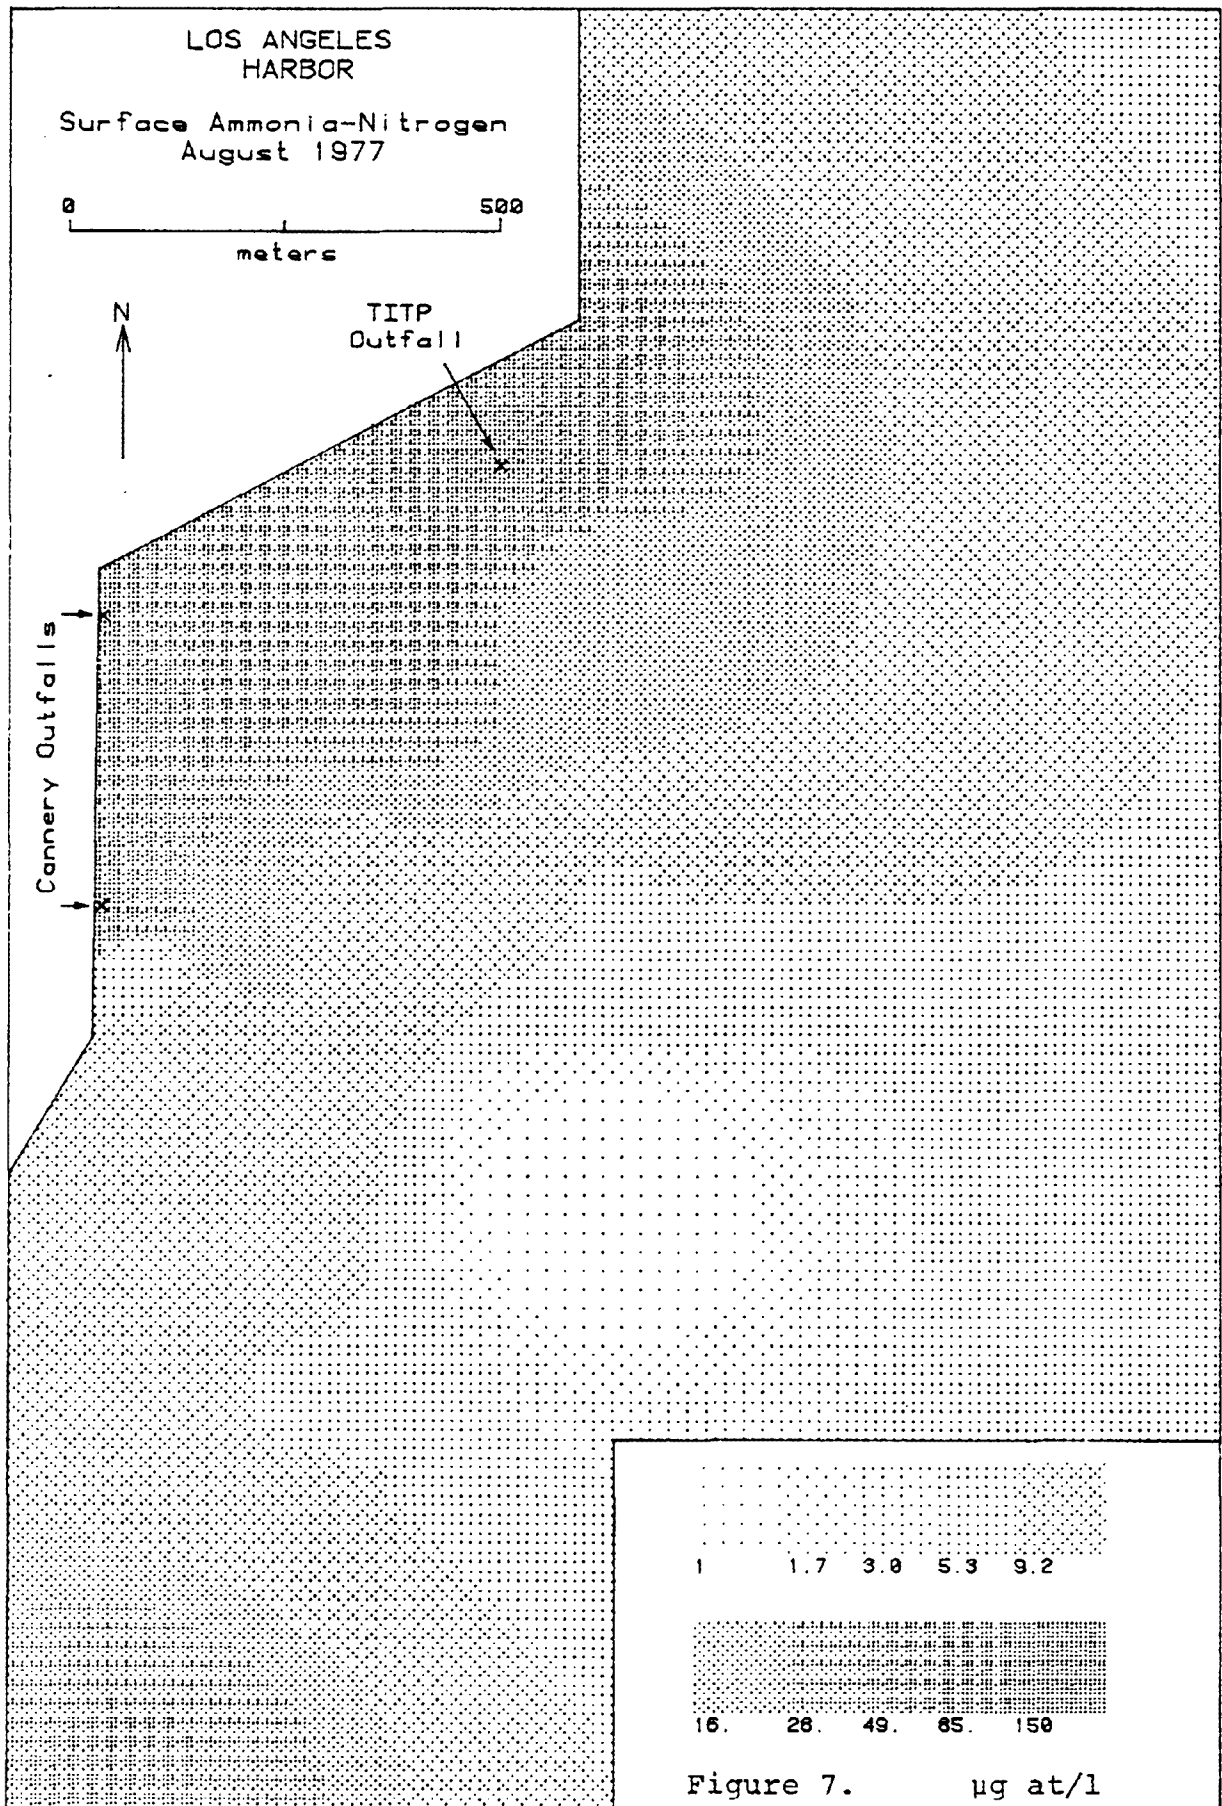 LOS ANGELES
HARBOR
Surface Ammonia-Nitrogen
August 1977
0 500
meters
N
TITP
Outfall
Cannery Outfalls
1 1.7 3.0 5.3 9.2
16. 28. 49. 85. 150
Figure 7. µg at/l